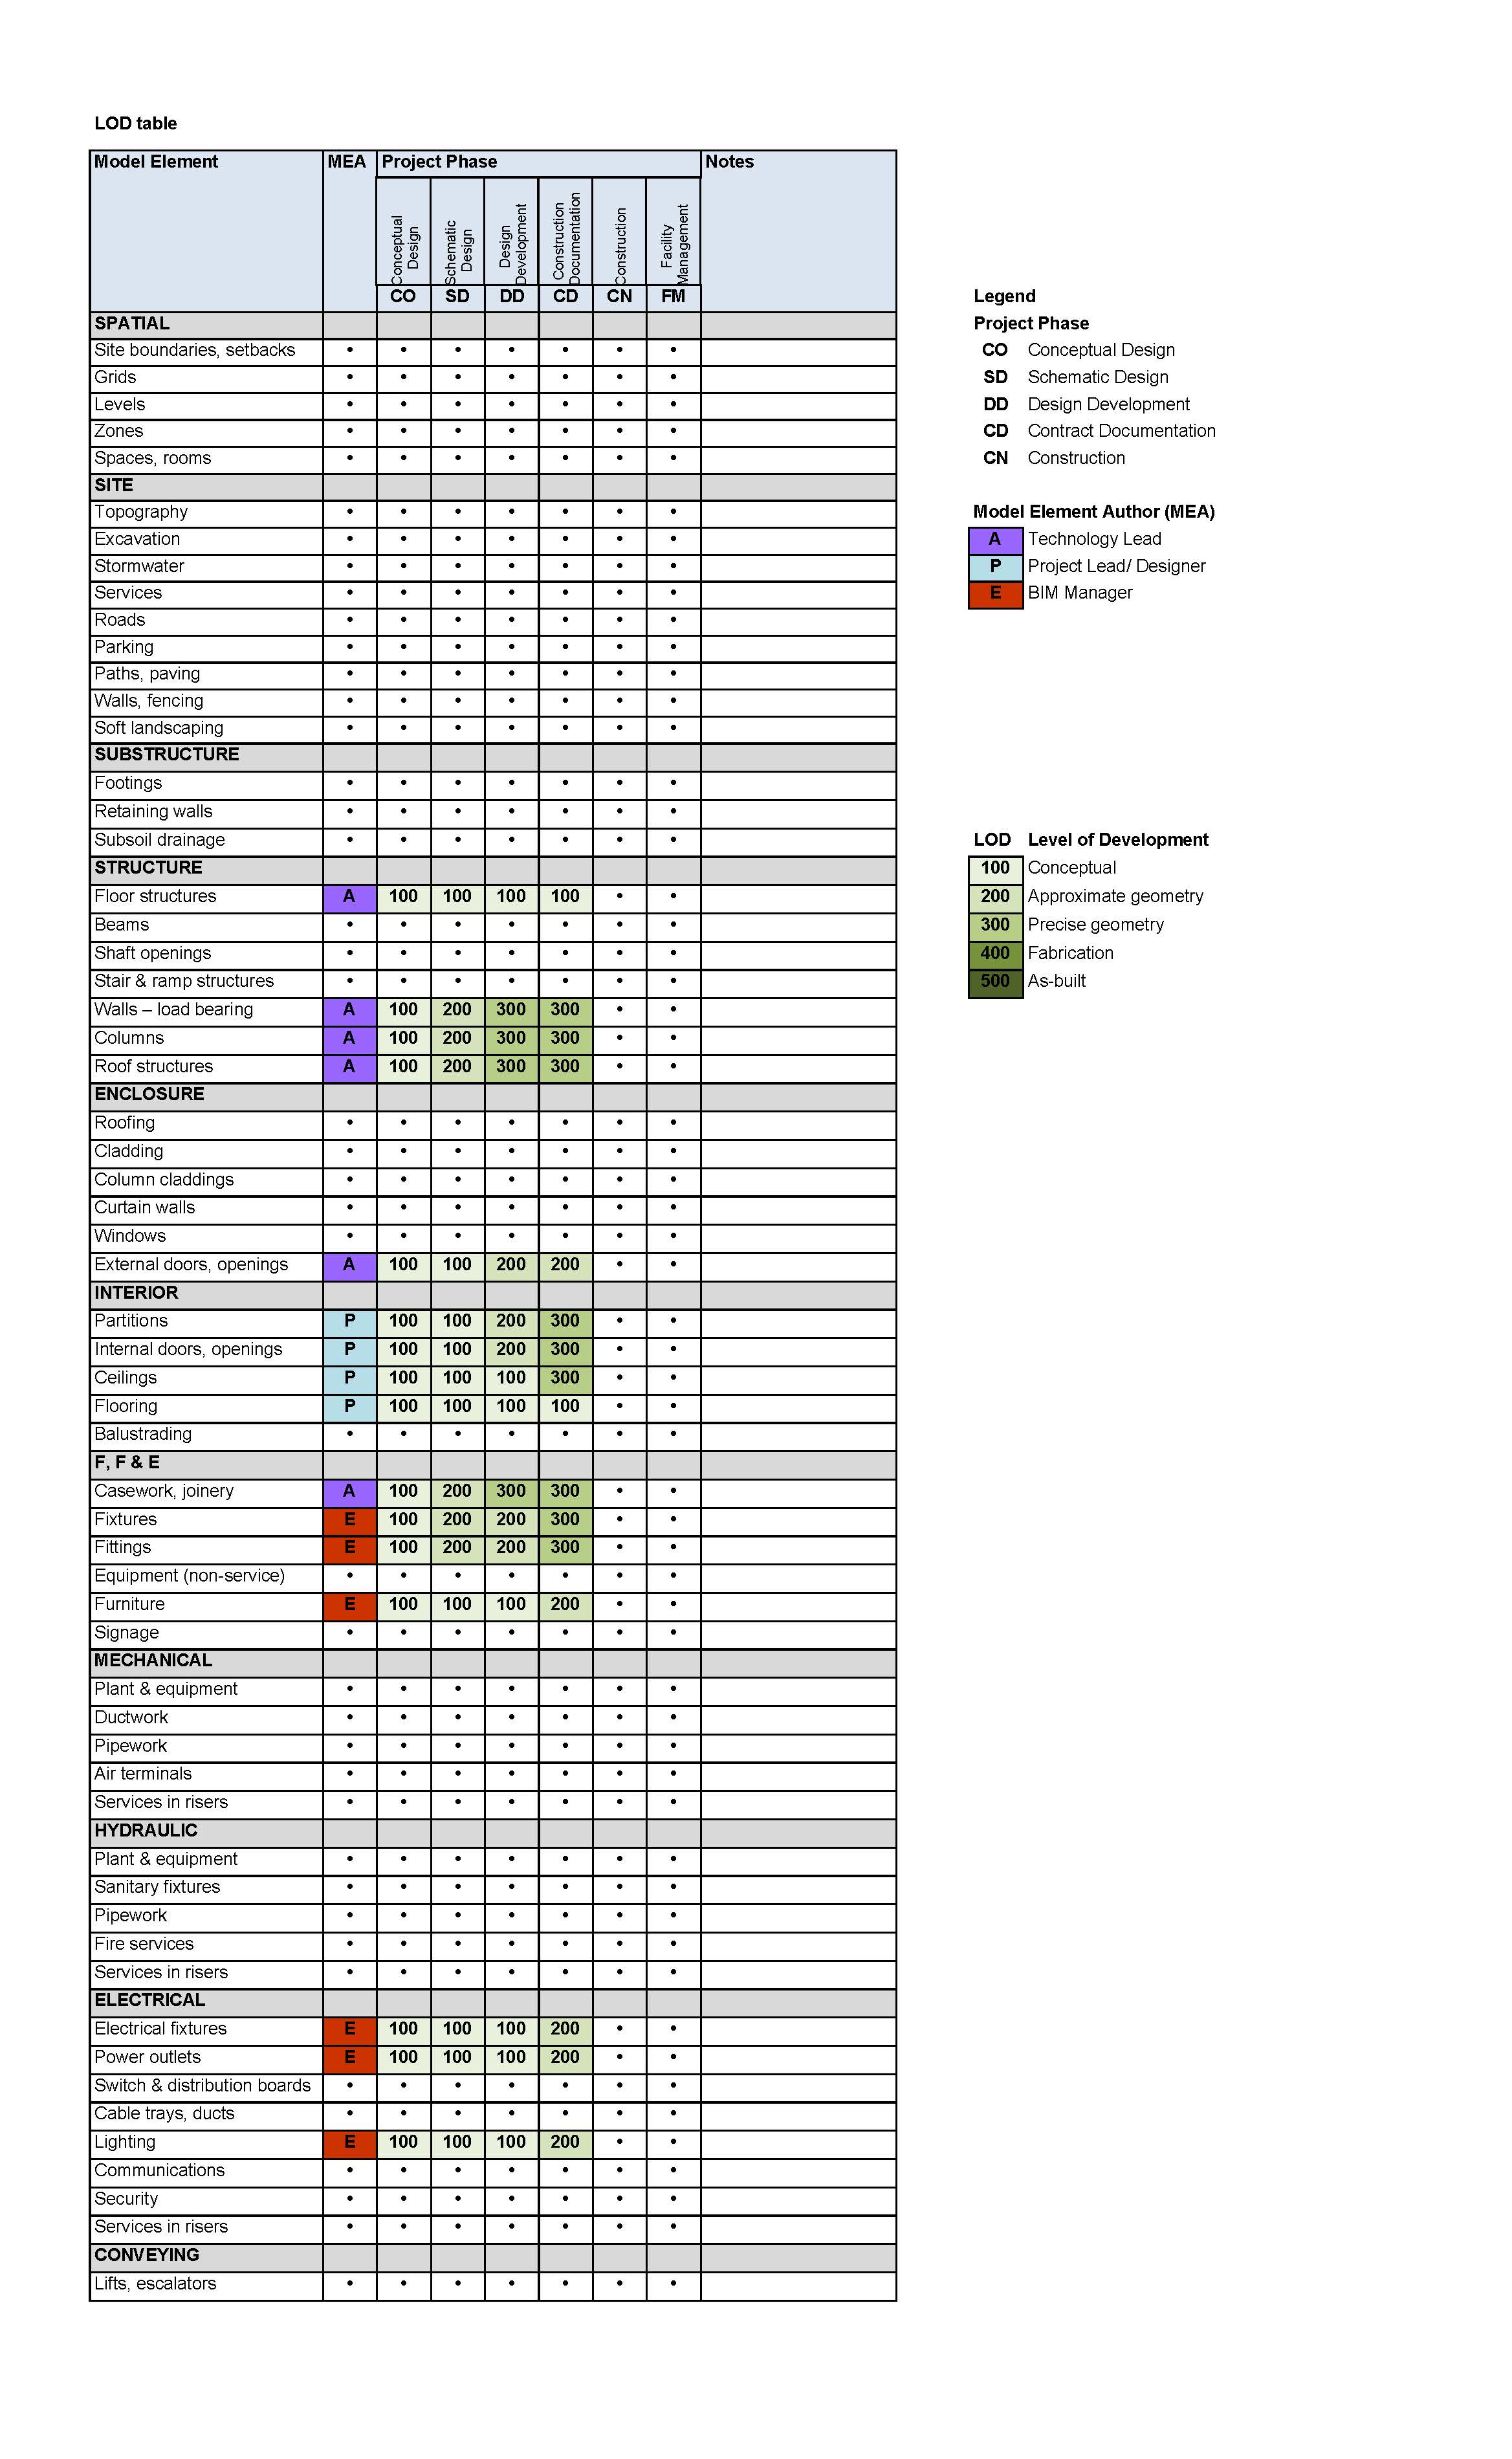 LOD table
Model Element MEA Project Phase Notes
Conceptual Design
Schematic Design
Design Development
Construction Documentation
Construction
Facility Management
CO SD DD CD CN FM
SPATIAL
Site boundaries, setbacks • • • • • • •
Grids • • • • • • •
Levels • • • • • • •
Zones • • • • • • •
Spaces, rooms • • • • • • •
SITE
Topography • • • • • • •
Excavation • • • • • • •
Stormwater • • • • • • •
Services • • • • • • •
Roads • • • • • • •
Parking • • • • • • •
Paths, paving • • • • • • •
Walls, fencing • • • • • • •
Soft landscaping • • • • • • •
SUBSTRUCTURE
Footings • • • • • • •
Retaining walls • • • • • • •
Subsoil drainage • • • • • • •
STRUCTURE
Floor structures A 100 100 100 100 • •
Beams • • • • • • •
Shaft openings • • • • • • •
Stair & ramp structures • • • • • • •
Walls – load bearing A 100 200 300 300 • •
Columns A 100 200 300 300 • •
Roof structures A 100 200 300 300 • •
ENCLOSURE
Roofing • • • • • • •
Cladding • • • • • • •
Column claddings • • • • • • •
Curtain walls • • • • • • •
Windows • • • • • • •
External doors, openings A 100 100 200 200 • •
INTERIOR
Partitions P 100 100 200 300 • •
Internal doors, openings P 100 100 200 300 • •
Ceilings P 100 100 100 300 • •
Flooring P 100 100 100 100 • •
Balustrading • • • • • • •
F, F & E
Casework, joinery A 100 200 300 300 • •
Fixtures E 100 200 200 300 • •
Fittings E 100 200 200 300 • •
Equipment (non-service) • • • • • • •
Furniture E 100 100 100 200 • •
Signage • • • • • • •
MECHANICAL
Plant & equipment • • • • • • •
Ductwork • • • • • • •
Pipework • • • • • • •
Air terminals • • • • • • •
Services in risers • • • • • • •
HYDRAULIC
Plant & equipment • • • • • • •
Sanitary fixtures • • • • • • •
Pipework • • • • • • •
Fire services • • • • • • •
Services in risers • • • • • • •
ELECTRICAL
Electrical fixtures E 100 100 100 200 • •
Power outlets E 100 100 100 200 • •
Switch & distribution boards • • • • • • •
Cable trays, ducts • • • • • • •
Lighting E 100 100 100 200 • •
Communications • • • • • • •
Security • • • • • • •
Services in risers • • • • • • •
CONVEYING
Lifts, escalators • • • • • • •
Legend
Project Phase
CO Conceptual Design
SD Schematic Design
DD Design Development
CD Contract Documentation
CN Construction
Model Element Author (MEA)
A Technology Lead
P Project Lead/ Designer
E BIM Manager
LOD Level of Development
100 Conceptual
200 Approximate geometry
300 Precise geometry
400 Fabrication
500 As-built